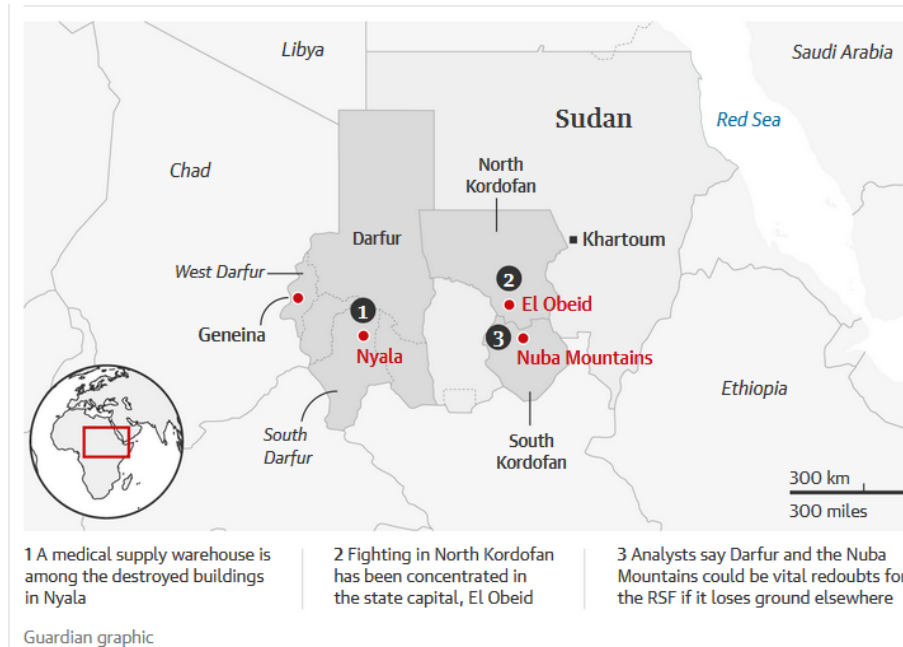 Libya
Saudi Arabia
Sudan
Red Sea
Chad
North
Kordofan
Darfur
Khartoum
West Darfur
2
El Obeid
Geneina
1
3
Nyala
Nuba Mountains
Ethiopia
South
Darfur
South
Kordofan
300 km
300 miles
1 A medical supply warehouse is
among the destroyed buildings
in Nyala
2 Fighting in North Kordofan
has been concentrated in
the state capital, El Obeid
3 Analysts say Darfur and the Nuba
Mountains could be vital redoubts for
the RSF if it loses ground elsewhere
Guardian graphic